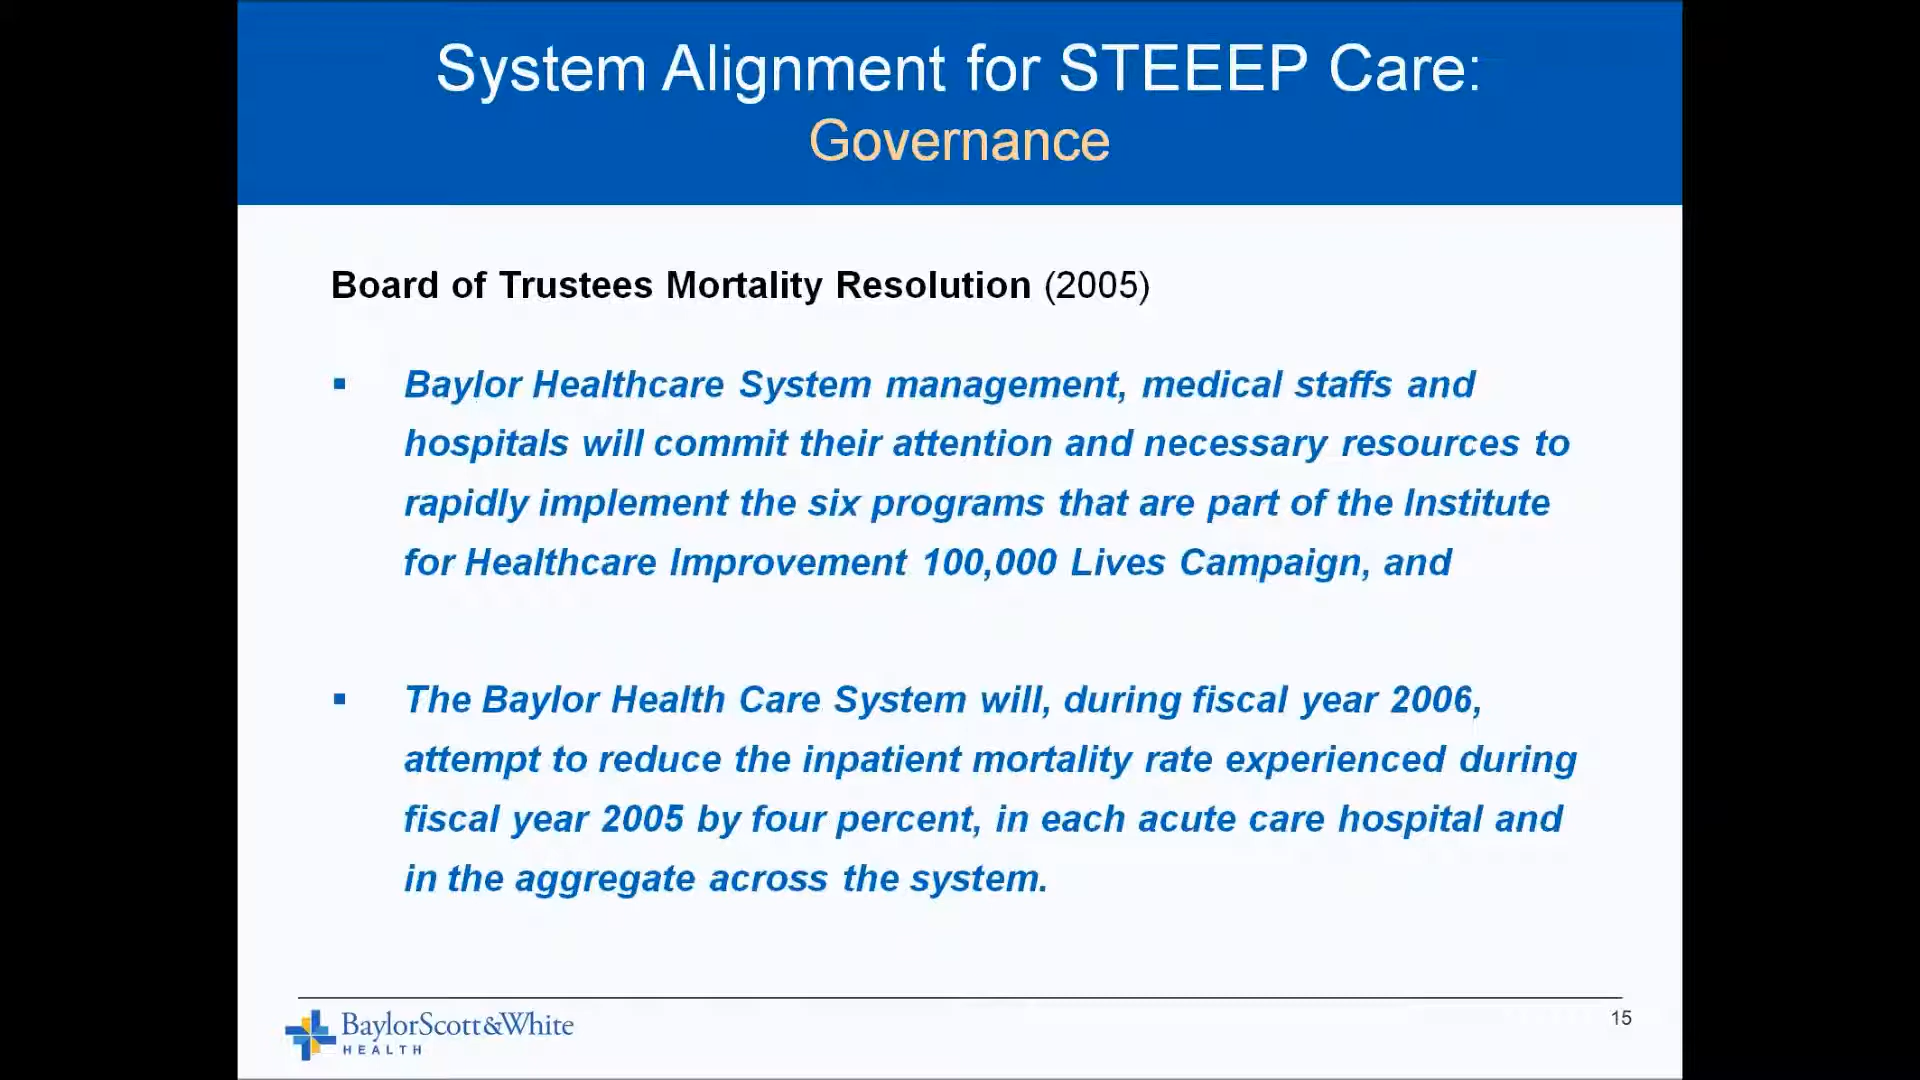 System Alignment for STEEEP Care:
Governance
Board of Trustees Mortality Resolution (2005)
▪ Baylor Healthcare System management, medical staffs and
hospitals will commit their attention and necessary resources to
rapidly implement the six programs that are part of the Institute
for Healthcare Improvement 100,000 Lives Campaign, and
▪ The Baylor Health Care System will, during fiscal year 2006,
attempt to reduce the inpatient mortality rate experienced during
fiscal year 2005 by four percent, in each acute care hospital and
in the aggregate across the system.
BaylorScott&White
HEALTH
15